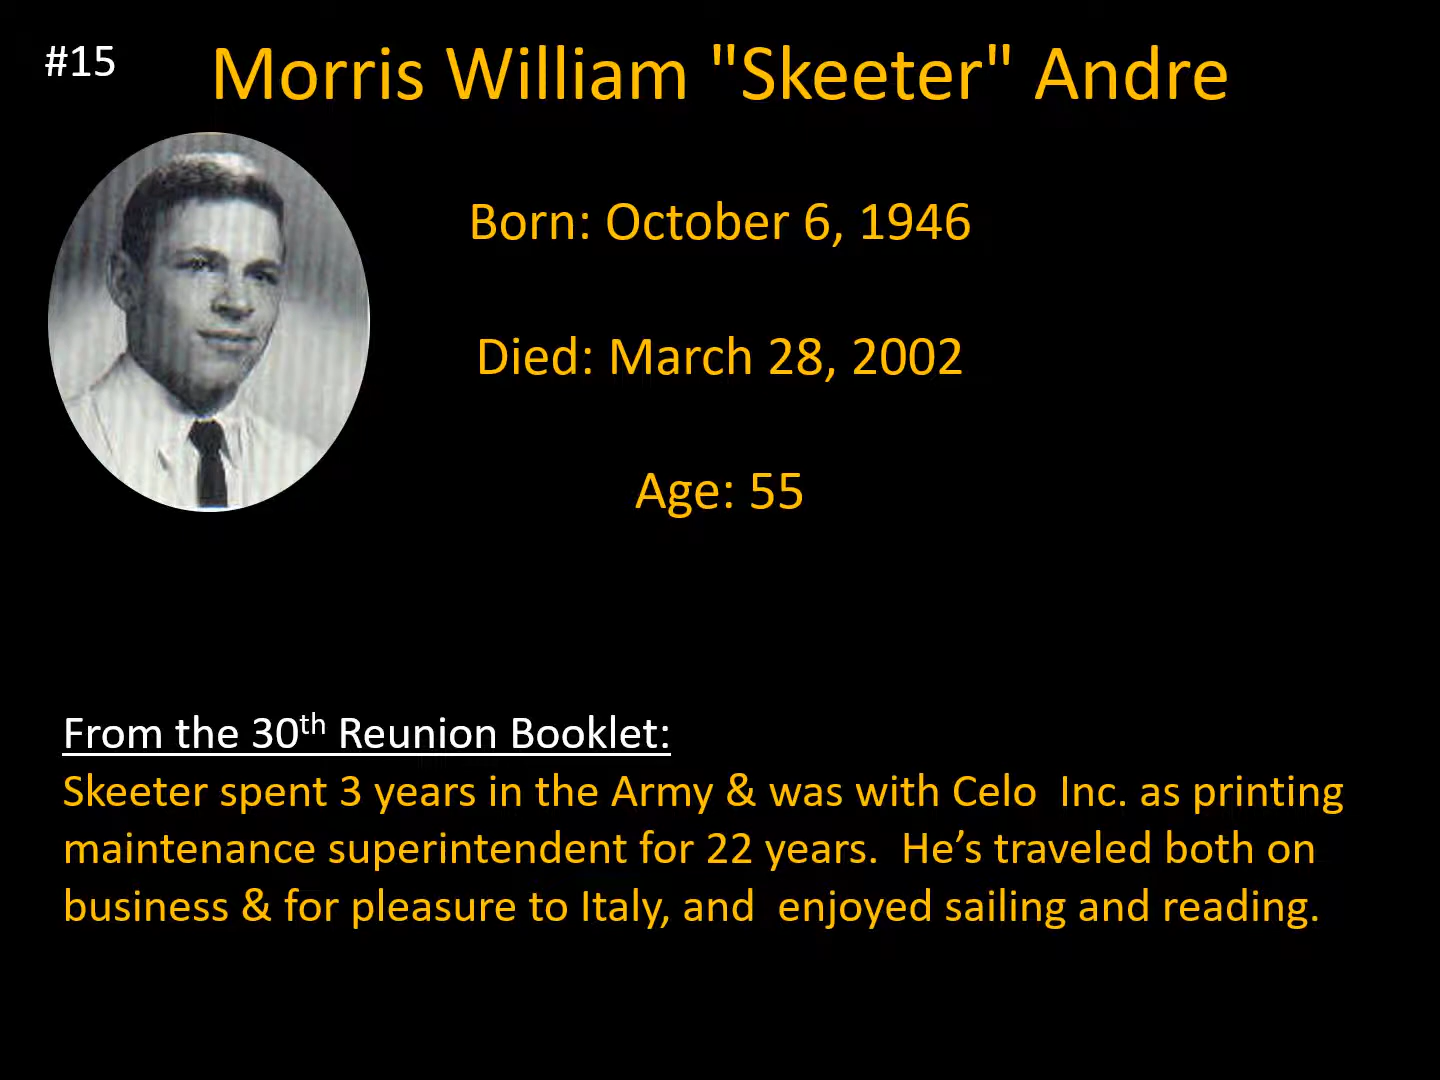 #15
Morris William "Skeeter" Andre
Born: October 6, 1946
Died: March 28, 2002
Age: 55
From the 30th Reunion Booklet:
Skeeter spent 3 years in the Army & was with Celo  Inc. as printing
maintenance superintendent for 22 years.  He’s traveled both on
business & for pleasure to Italy, and  enjoyed sailing and reading.